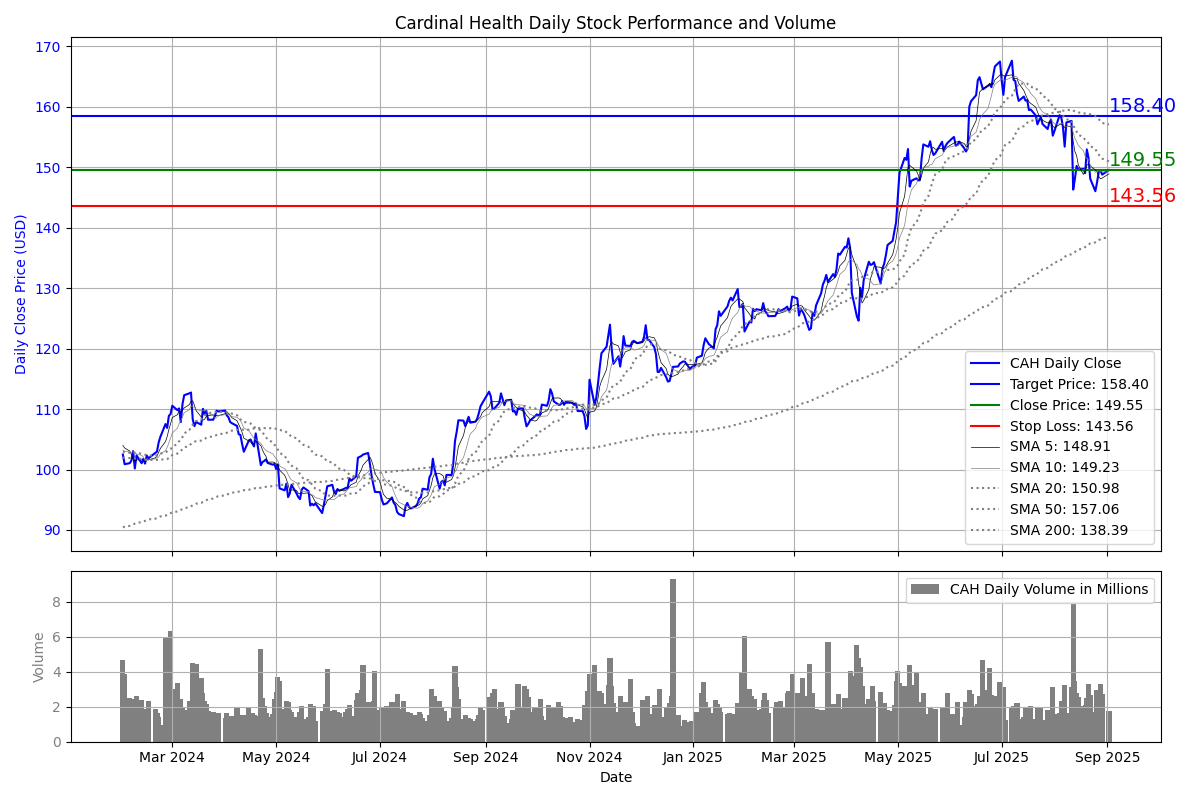 Cardinal Health Daily Stock Performance and Volume
170
160
150
140
130
120
110
100
90
Daily Close Price (USD)
158.40
149.55
143.56
CAH Daily Close
Target Price: 158.40
Close Price: 149.55
Stop Loss: 143.56
SMA 5: 148.91
SMA 10: 149.23
SMA 20: 150.98
SMA 50: 157.06
SMA 200: 138.39
8
6
4
2
0
Volume
CAH Daily Volume in Millions
Mar 2024
May 2024
Jul 2024
Sep 2024
Nov 2024
Jan 2025
Mar 2025
May 2025
Jul 2025
Sep 2025
Date